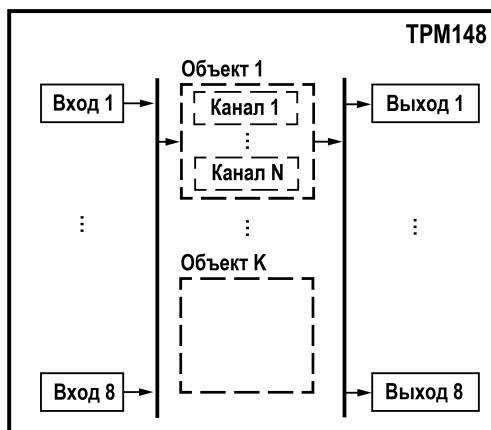 ТРМ148
Объект 1
Вход 1
Канал 1
Выход 1
Канал N
Объект K
Вход 8
Выход 8